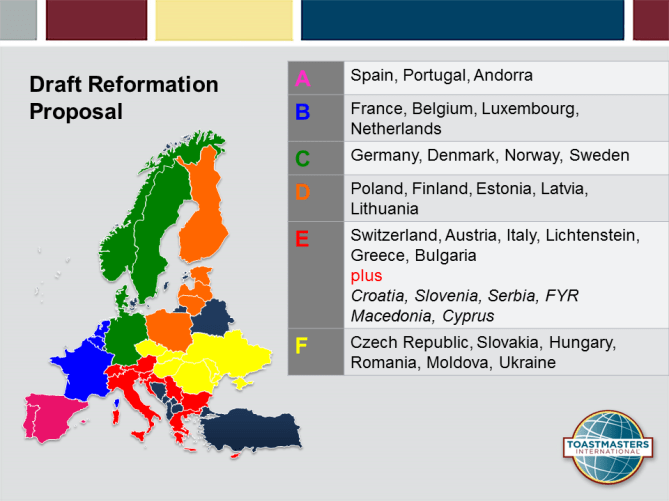 Draft Reformation
Proposal
A
Spain, Portugal, Andorra
B
France, Belgium, Luxembourg,
Netherlands
C
Germany, Denmark, Norway, Sweden
D
Poland, Finland, Estonia, Latvia,
Lithuania
E
Switzerland, Austria, Italy, Lichtenstein,
Greece, Bulgaria
plus
Croatia, Slovenia, Serbia, FYR
Macedonia, Cyprus
F
Czech Republic, Slovakia, Hungary,
Romania, Moldova, Ukraine
TOASTMASTERS
INTERNATIONAL